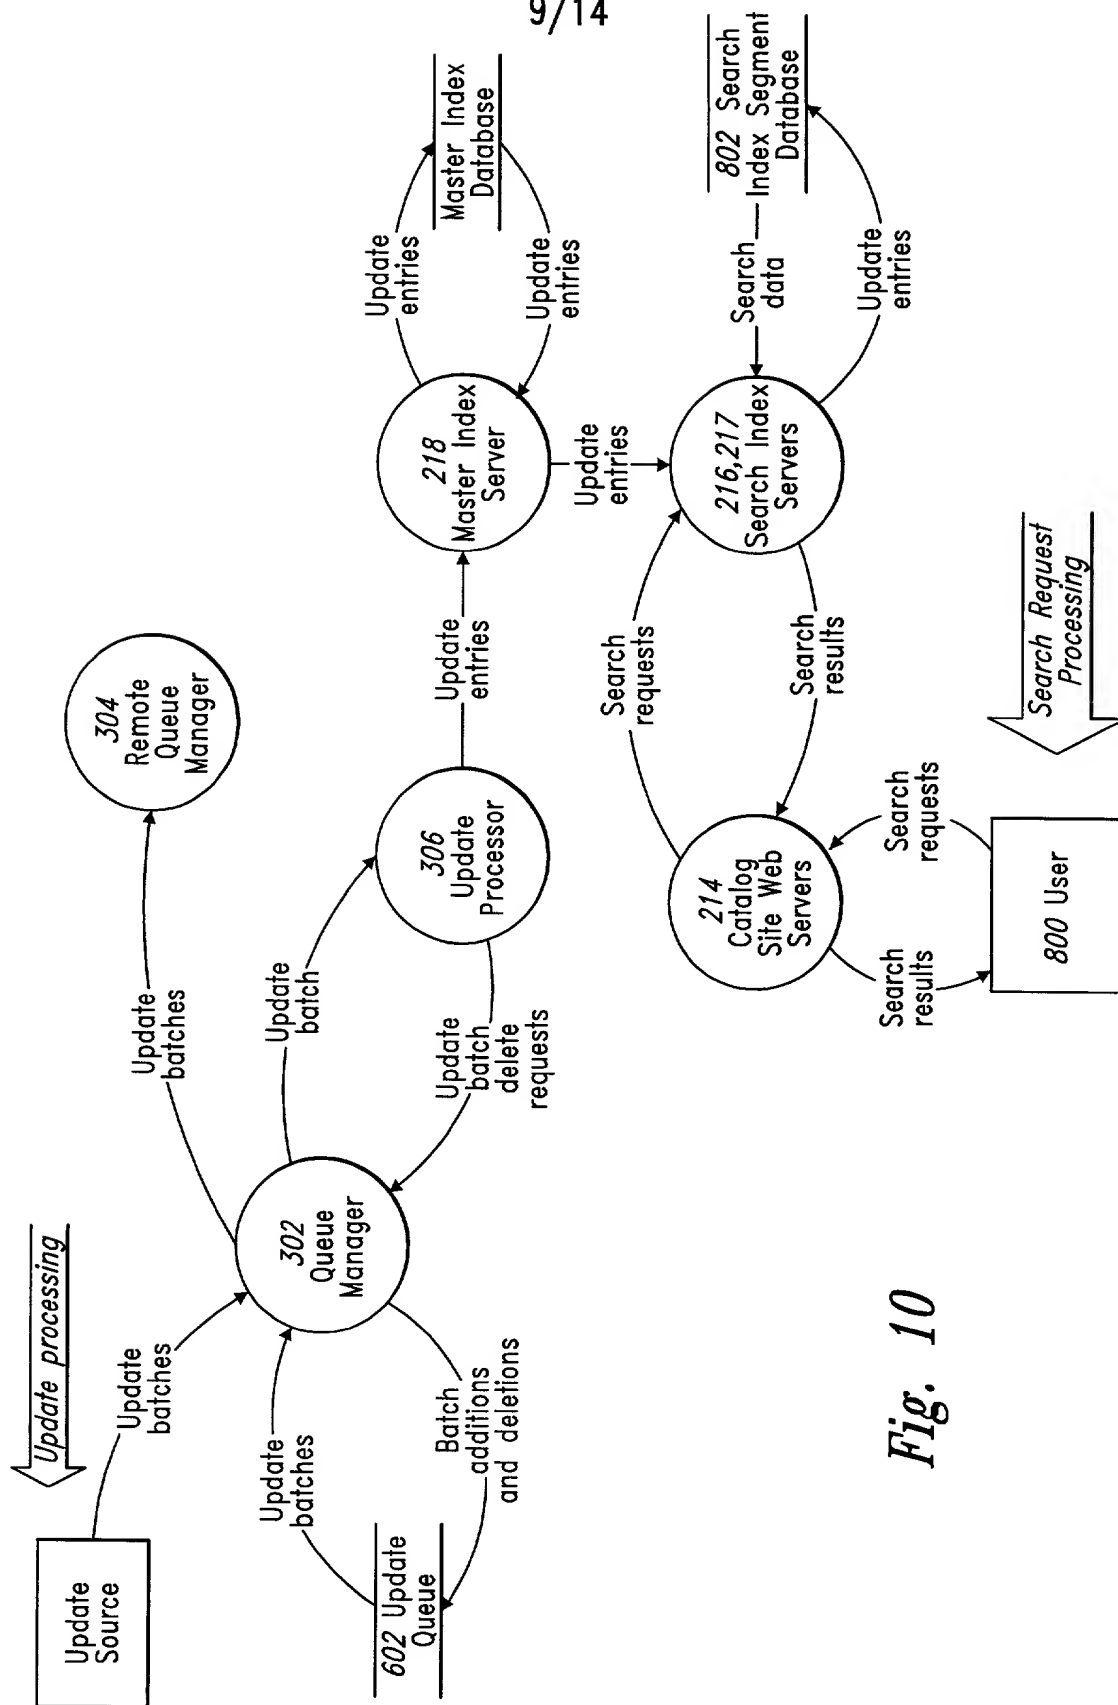 9/14
Update
Source
Update processing
Update
batches
602 Update
Queue
Update
batches
Batch
additions
and deletions
302
Queue
Manager
Update
batches
304
Remote
Queue
Manager
Update
batch
Update
batch
delete
requests
306
Update
Processor
Update
entries
218
Master Index
Server
Update
entries
Master Index
Database
Update
entries
Update
entries
216,217
Search Index
Servers
Search
data
802 Search
Index Segment
Database
Update
entries
Search
requests
Search
results
214
Catalog
Site Web
Servers
Search
results
Search
requests
800 User
Search Request
Processing
Fig. 10